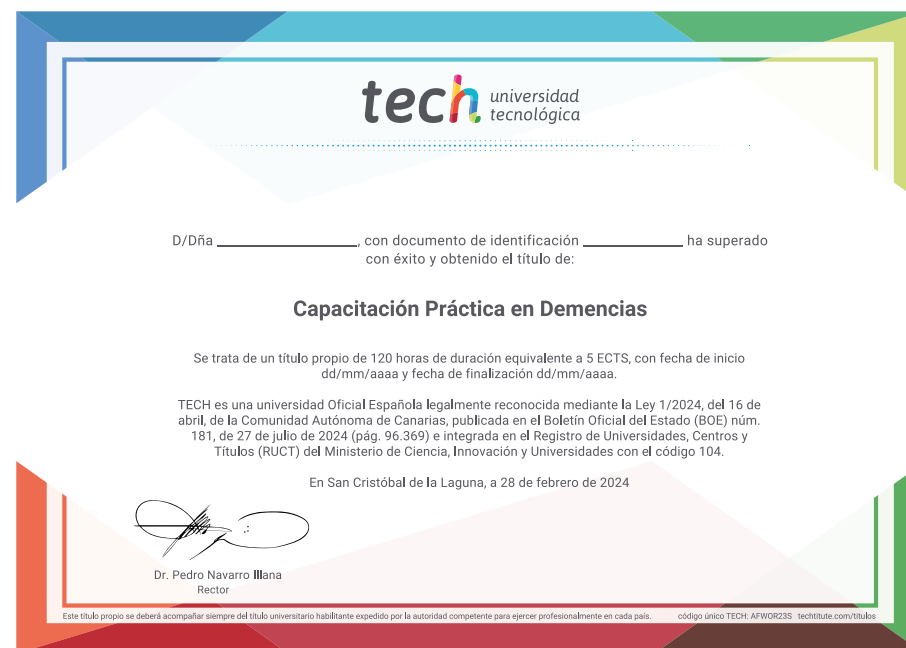 tech universidad
tecnológica
D/Dña ____________________, con documento de identificación ______________ ha superado
con éxito y obtenido el título de:
Capacitación Práctica en Demencias
Se trata de un título propio de 120 horas de duración equivalente a 5 ECTS, con fecha de inicio
dd/mm/aaaa y fecha de finalización dd/mm/aaaa.
TECH es una universidad Oficial Española legalmente reconocida mediante la Ley 1/2024, del 16 de
abril, de la Comunidad Autónoma de Canarias, publicada en el Boletín Oficial del Estado (BOE) núm.
181, de 27 de julio de 2024 (pág. 96.369) e integrada en el Registro de Universidades, Centros y
Títulos (RUCT) del Ministerio de Ciencia, Innovación y Universidades con el código 104.
En San Cristóbal de la Laguna, a 28 de febrero de 2024
Dr. Pedro Navarro Illana
Rector
Este título propio se deberá acompañar siempre del título universitario habilitante expedido por la autoridad competente para ejercer profesionalmente en cada país. código único TECH: AFWOR23S techtitute.com/titulos